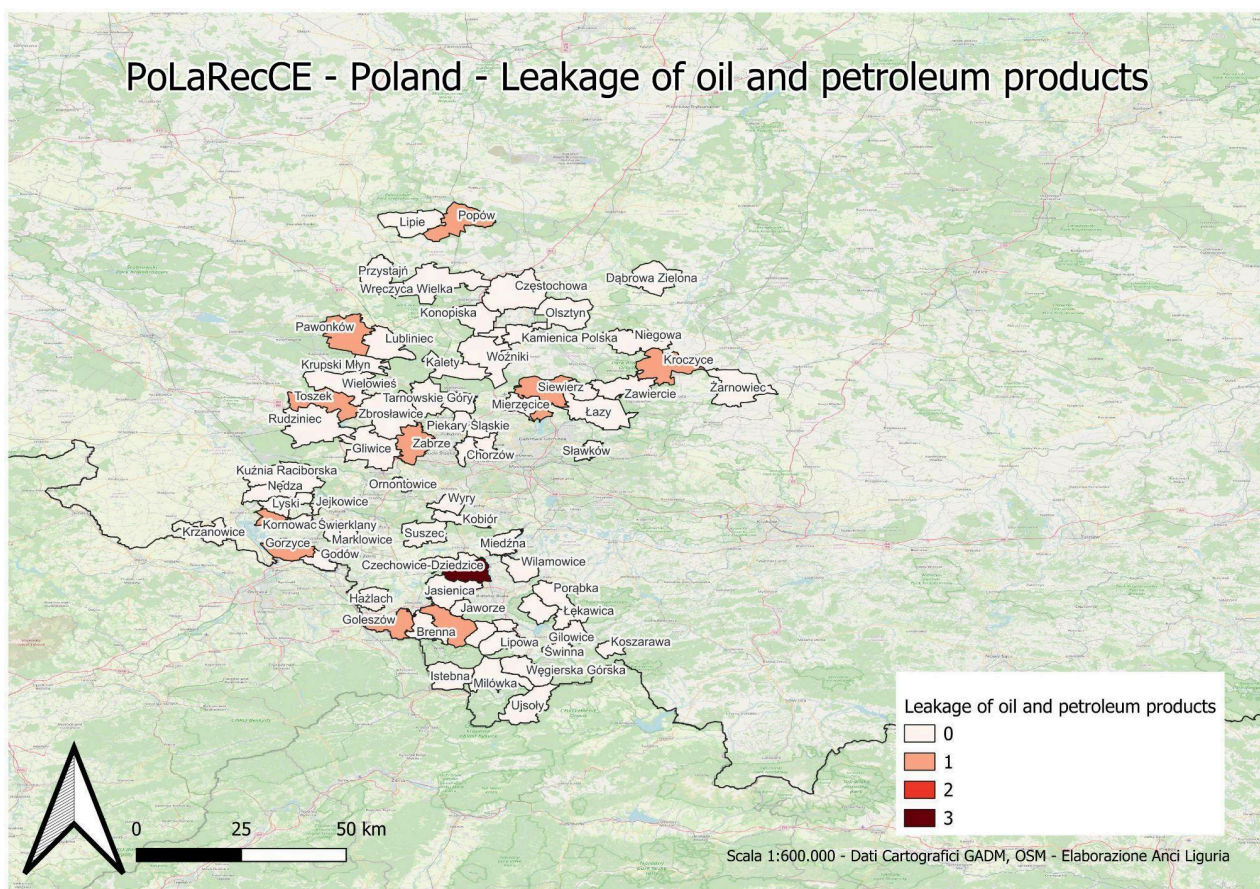 PoLaRecCE - Poland - Leakage of oil and petroleum products
Popów
Lipie
Przystajń
Dąbrowa Zielona
Wręczyca Wielka
Częstochowa
Konopiska
Olsztyn
Pawonków
Lubliniec
Kamienica Polska
Niegowa
Woźniki
Kroczyce
Krupski Młyn
Kalety
Wielowieś
Siewierz
Żarnowiec
Toszek
Tarnowskie Góry
Zawiercie
Mierzęcice
Zbrosławice
Łazy
Rudziniec
Piekary Śląskie
Zabrze
Gliwice
Chorzów
Sławków
Kuźnia Raciborska
Nędza
Ornontowice
Lyski
Jejkowice
Wyry
Kornowac
Świerklany
Kobiór
Krzanowice
Marklowice
Suszec
Gorzyce
Miedźna
Godów
Czechowice-Dziedzice
Wilamowice
Jasienica
Porąbka
Hażlach
Jaworze
Łękawica
Goleszów
Brenna
Gilowice
Lipowa
Koszarawa
Świnna
Istebna
Węgierska Górska
Milówka
Ujsoły
Leakage of oil and petroleum products
0
1
2
3
0 25 50 km
Scala 1:600.000 - Dati Cartografici GADM, OSM - Elaborazione Anci Liguria